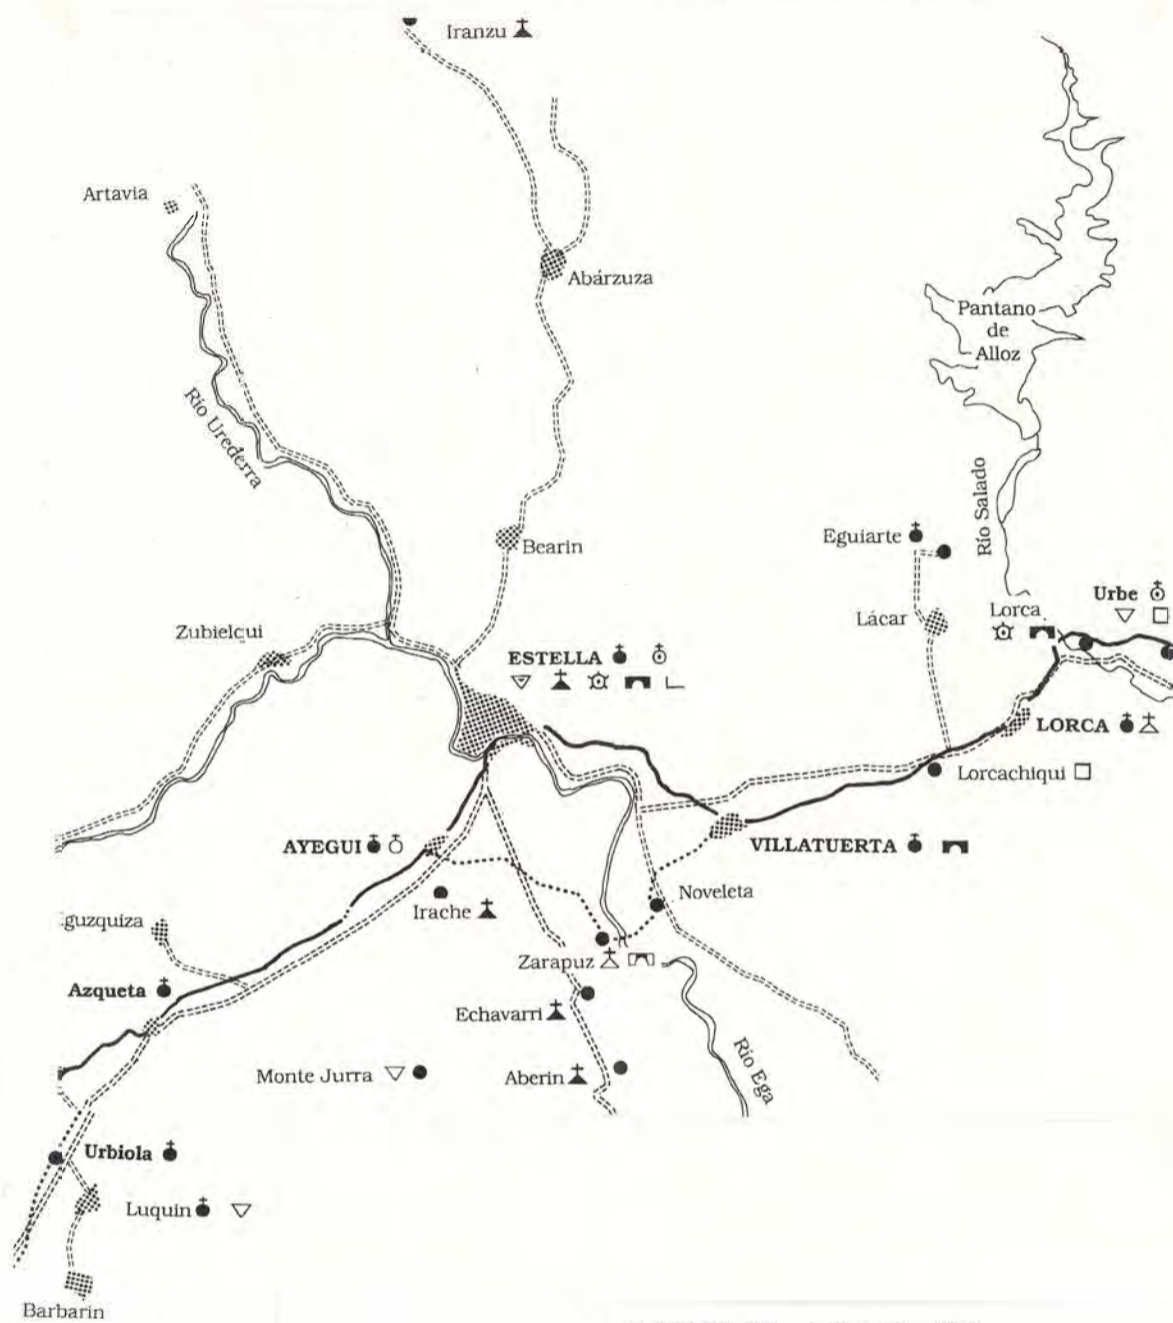 Iranzu
Artavia
Abárzuza
Pantano
de
Alloz
Río Urederra
Río Salado
Eguiarte
Bearin
Urbe
Lorca
Lácar
Zubielqui
ESTELLA
LORCA
Lorcachiqui
AYEGUI
VILLATUERTA
Noveleta
Irache
guzquiza
Zarapuz
Azqueta
Echavarri
Río Ega
Monte Jurra
Aberin
Urbiola
Luquin
Barbarin